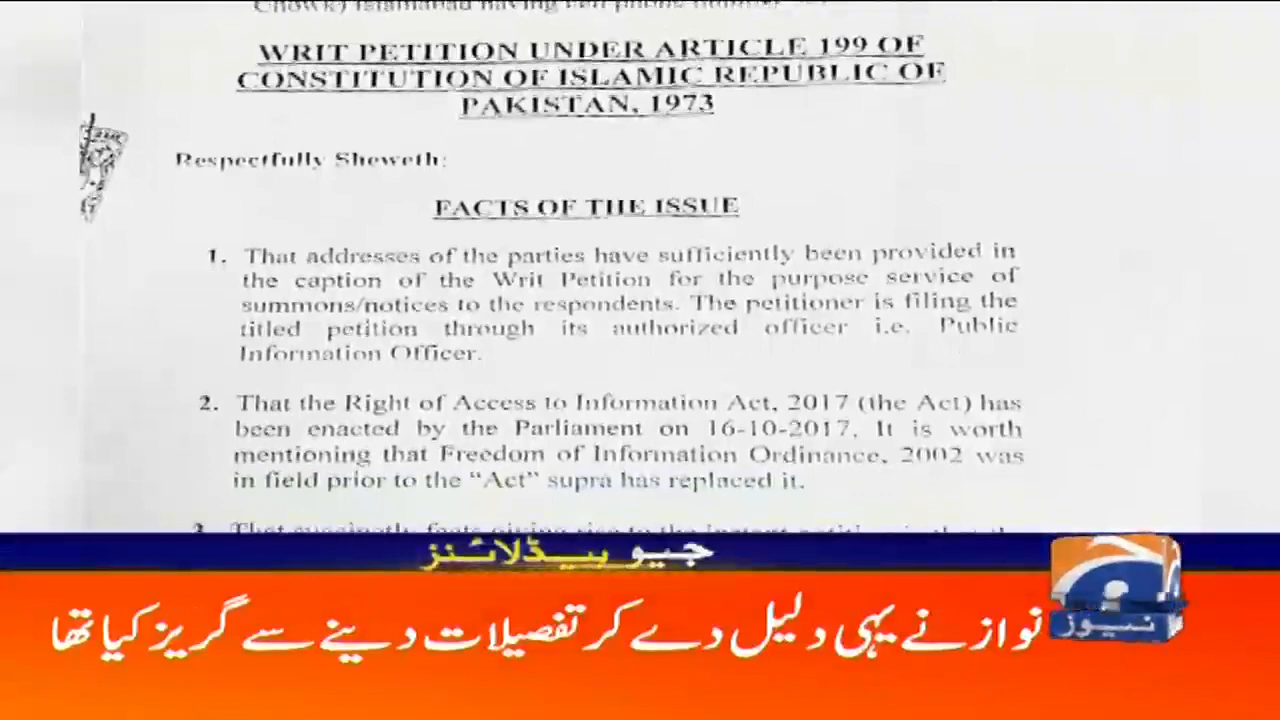 WRIT PETITION UNDER ARTICLE 199 OF
CONSTITUTION OF ISLAMIC REPUBLIC OF
PAKISTAN, 1973
Respectfully Sheweth:
FACTS OF THE ISSUE
1. That addresses of the parties have sufficiently been provided in
the caption of the Writ Petition for the purpose service of
summons/notices to the respondents. The petitioner is filing the
titled petition through its authorized officer i.e. Public
Information Officer.
2. That the Right of Access to Information Act, 2017 (the Act) has
been enacted by the Parliament on 16-10-2017. It is worth
mentioning that Freedom of Information Ordinance, 2002 was
in field prior to the “Act” supra has replaced it.
جیو ہیڈلائنز
نواز نے یہی دلیل دے کر تفصیلات دینے سے گریز کیا تھا
نیوز